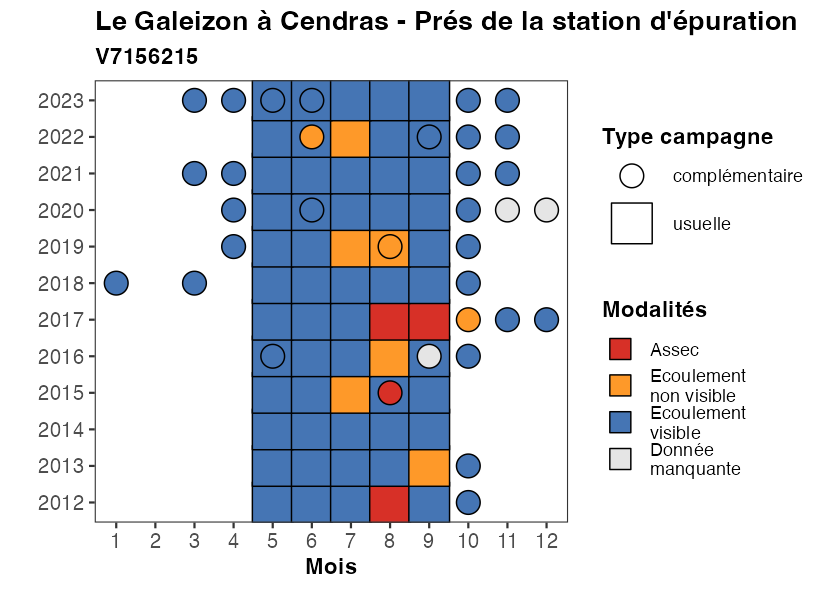 Le Galeizon à Cendras - Prés de la station d'épuration
V7156215
2023
2022
2021
2020
2019
2018
2017
2016
2015
2014
2013
2012
1 2 3 4 5 6 7 8 9 10 11 12
Mois
Type campagne
complémentaire
usuelle
Modalités
Assec
Ecoulement
non visible
Ecoulement
visible
Donnée
manquante